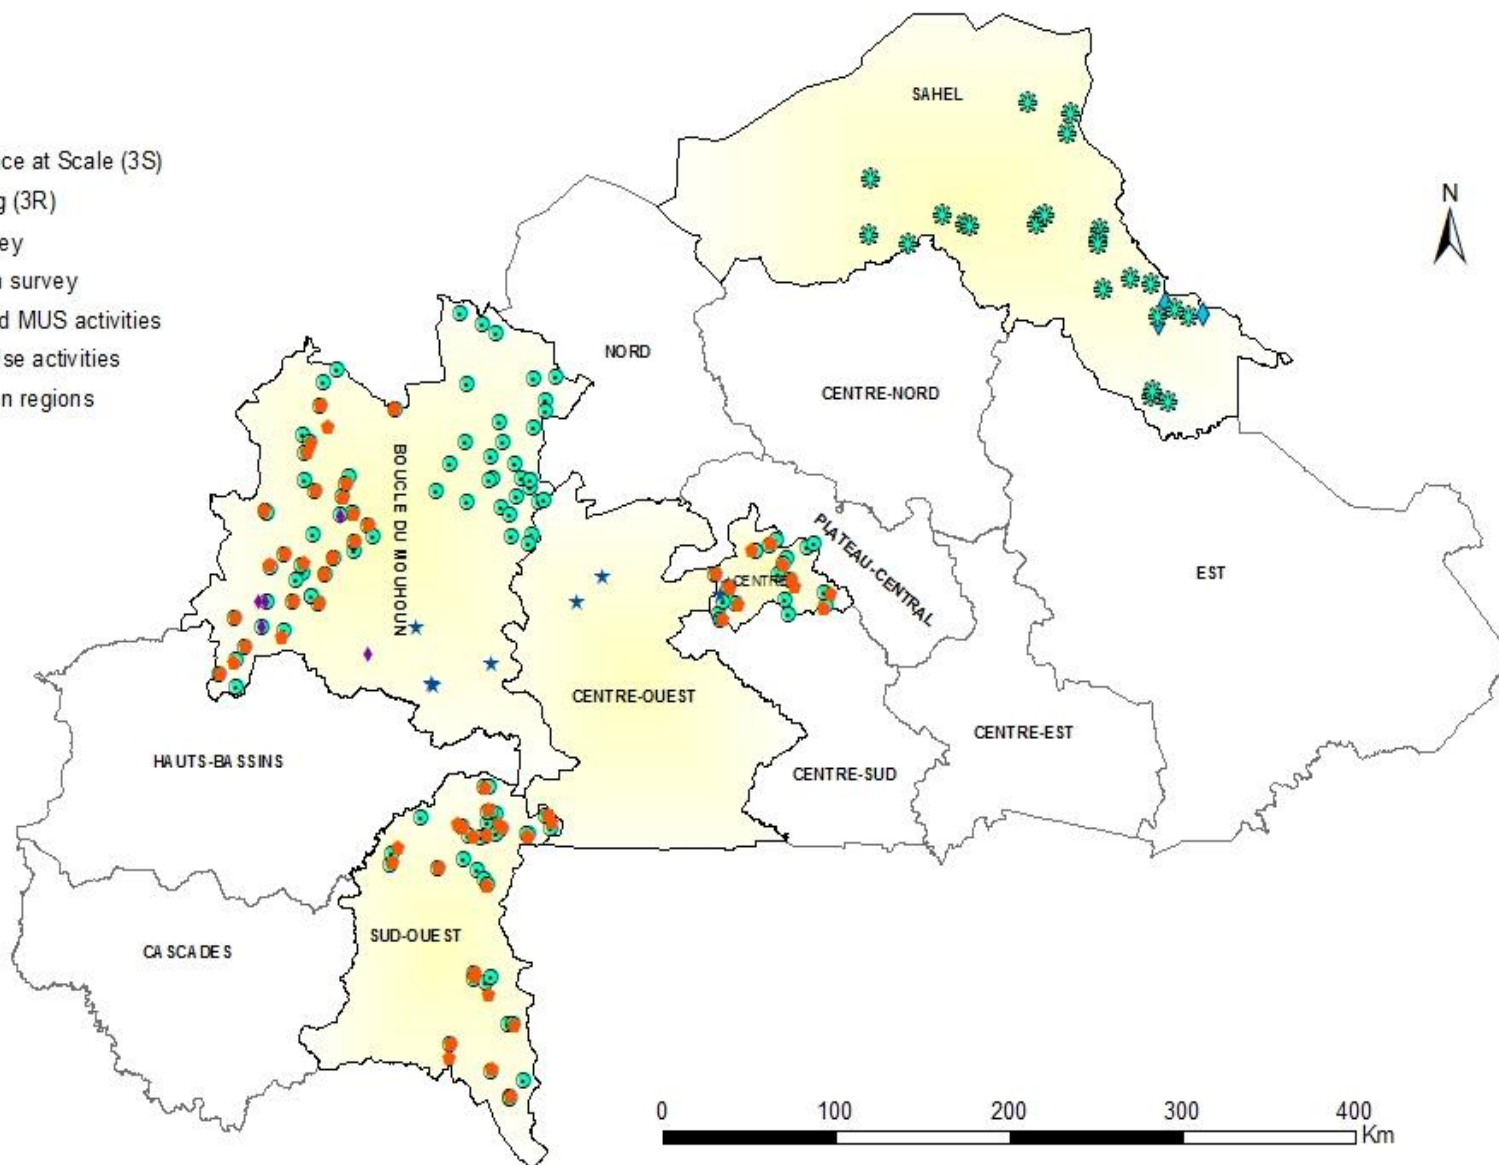 SAHEL
ce at Scale (3S)
g (3R)
ey
n survey
d MUS activities
se activities
n regions
N
NORD
CENTRE-NORD
BOUCLE DU MOUHOUN
PLATEAU-CENTRAL
CENTRE
EST
CENTRE-OUEST
CENTRE-EST
HAUTS-BASSINS
CENTRE-SUD
SUD-OUEST
CASCADES
0 100 200 300 400
Km